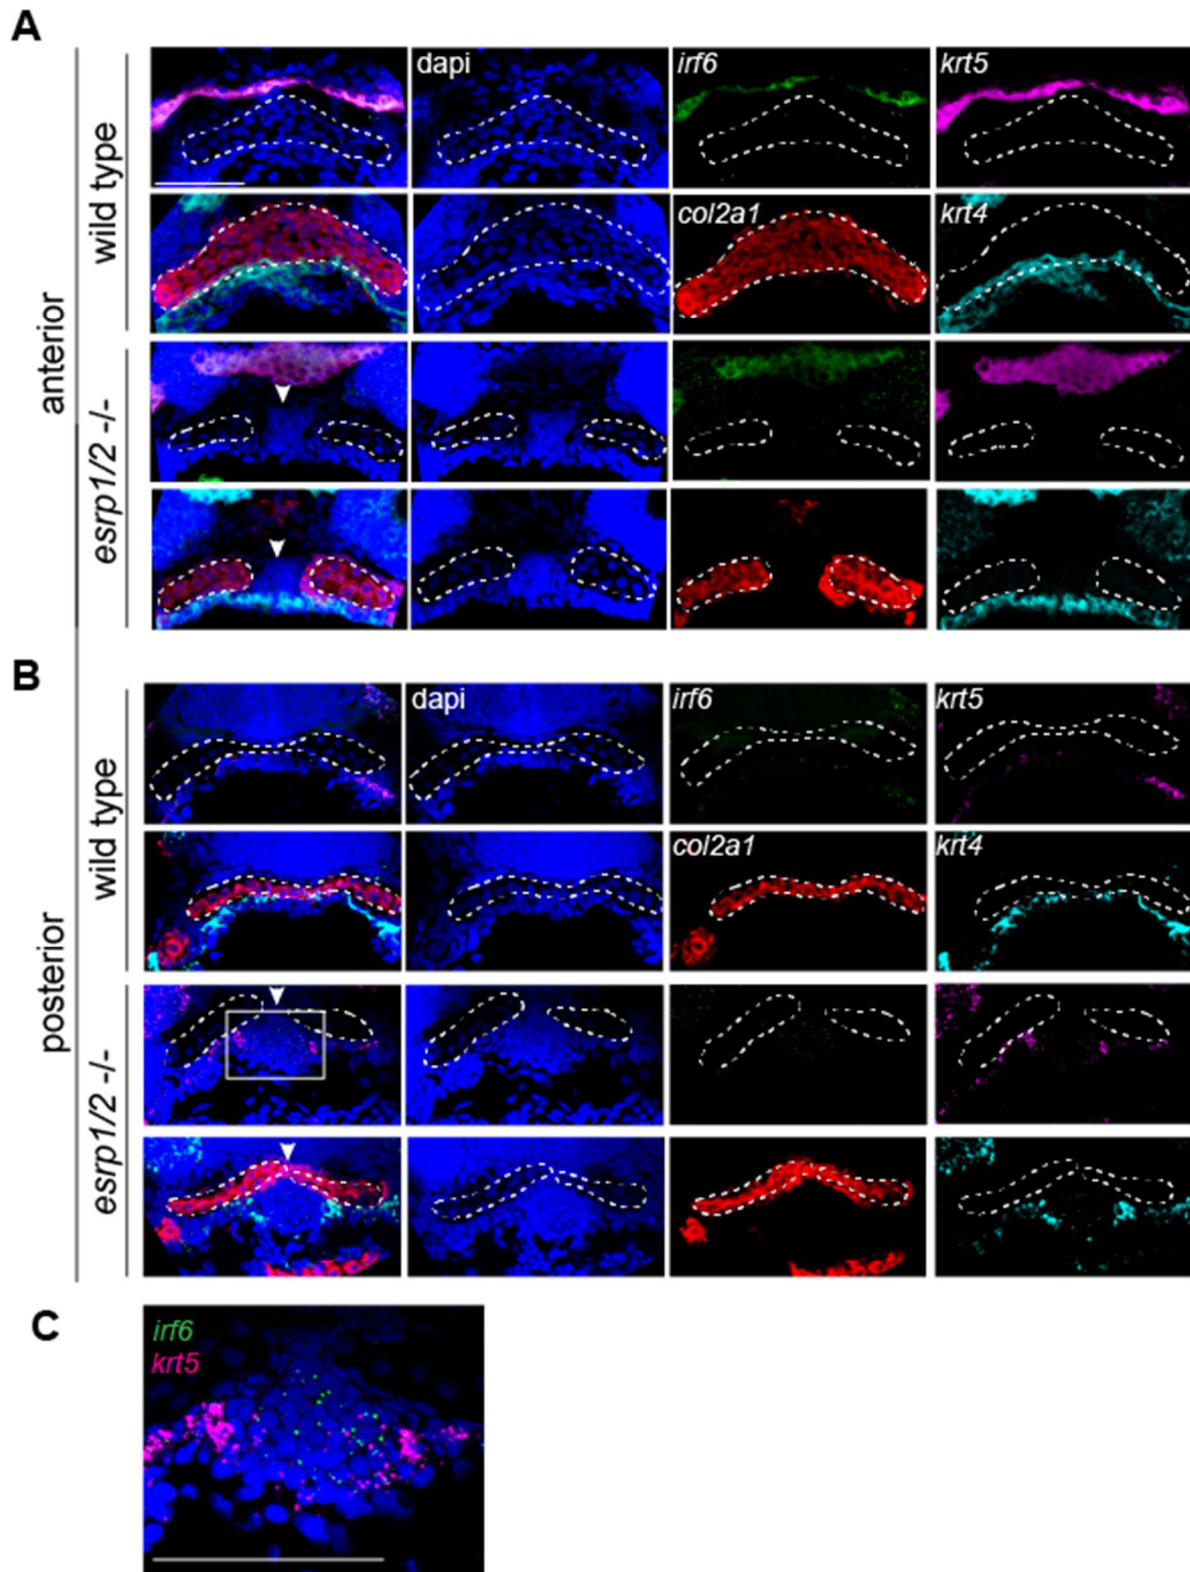 A
anterior
wild type
dapi
irf6
krt5
col2a1
krt4
esrp1/2 -/-
B
posterior
wild type
dapi
irf6
krt5
col2a1
krt4
esrp1/2 -/-
C
irf6
krt5